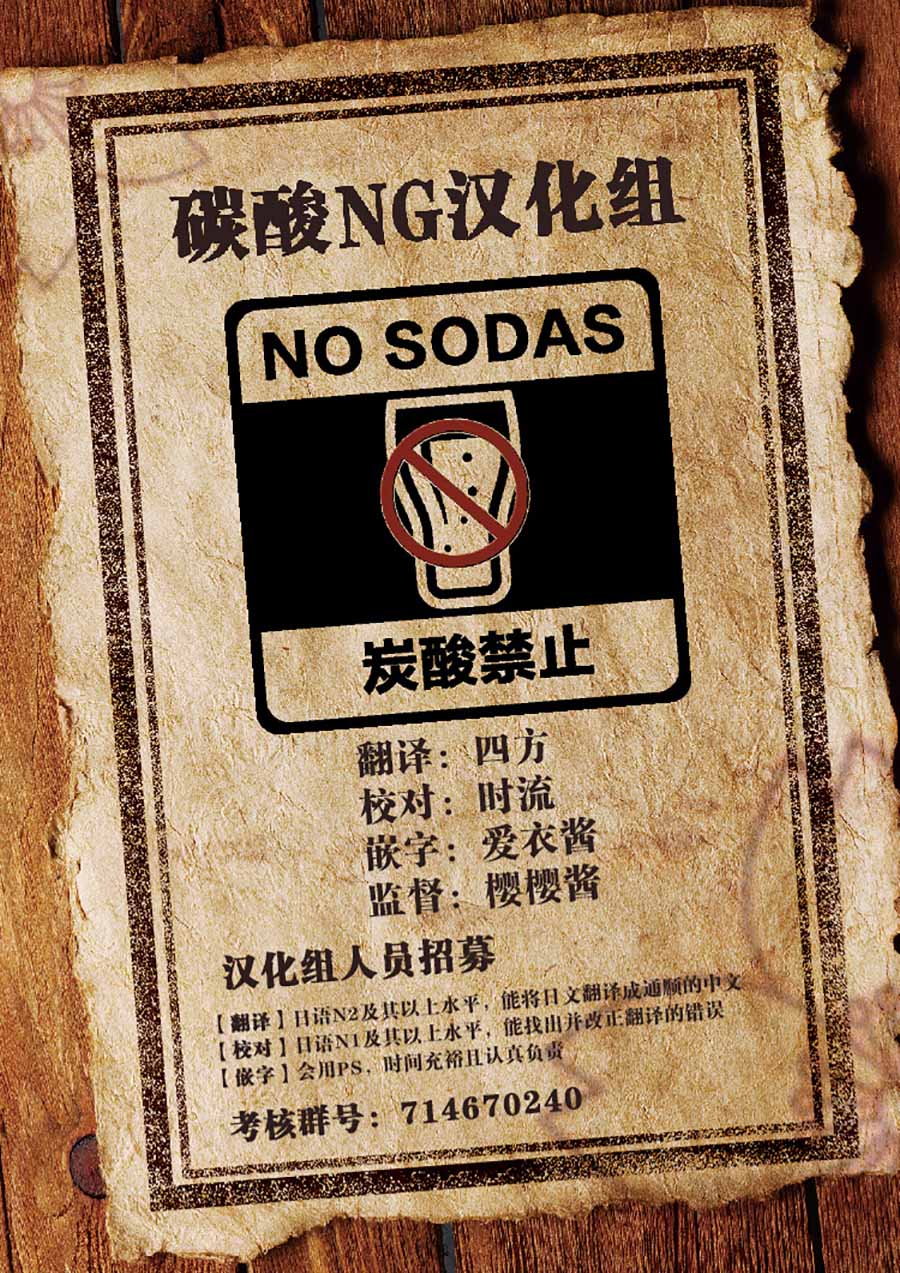 碳酸NG汉化组
NO SODAS
炭酸禁止
翻译：四方
校对：时流
嵌字：爱衣酱
监督：樱樱酱
汉化组人员招募
【翻译】日语N2及其以上水平，能将日文翻译成通顺的中文
【校对】日语N1及其以上水平，能找出并改正翻译的错误
【嵌字】会用PS，时间充裕且认真负责
考核群号：714670240